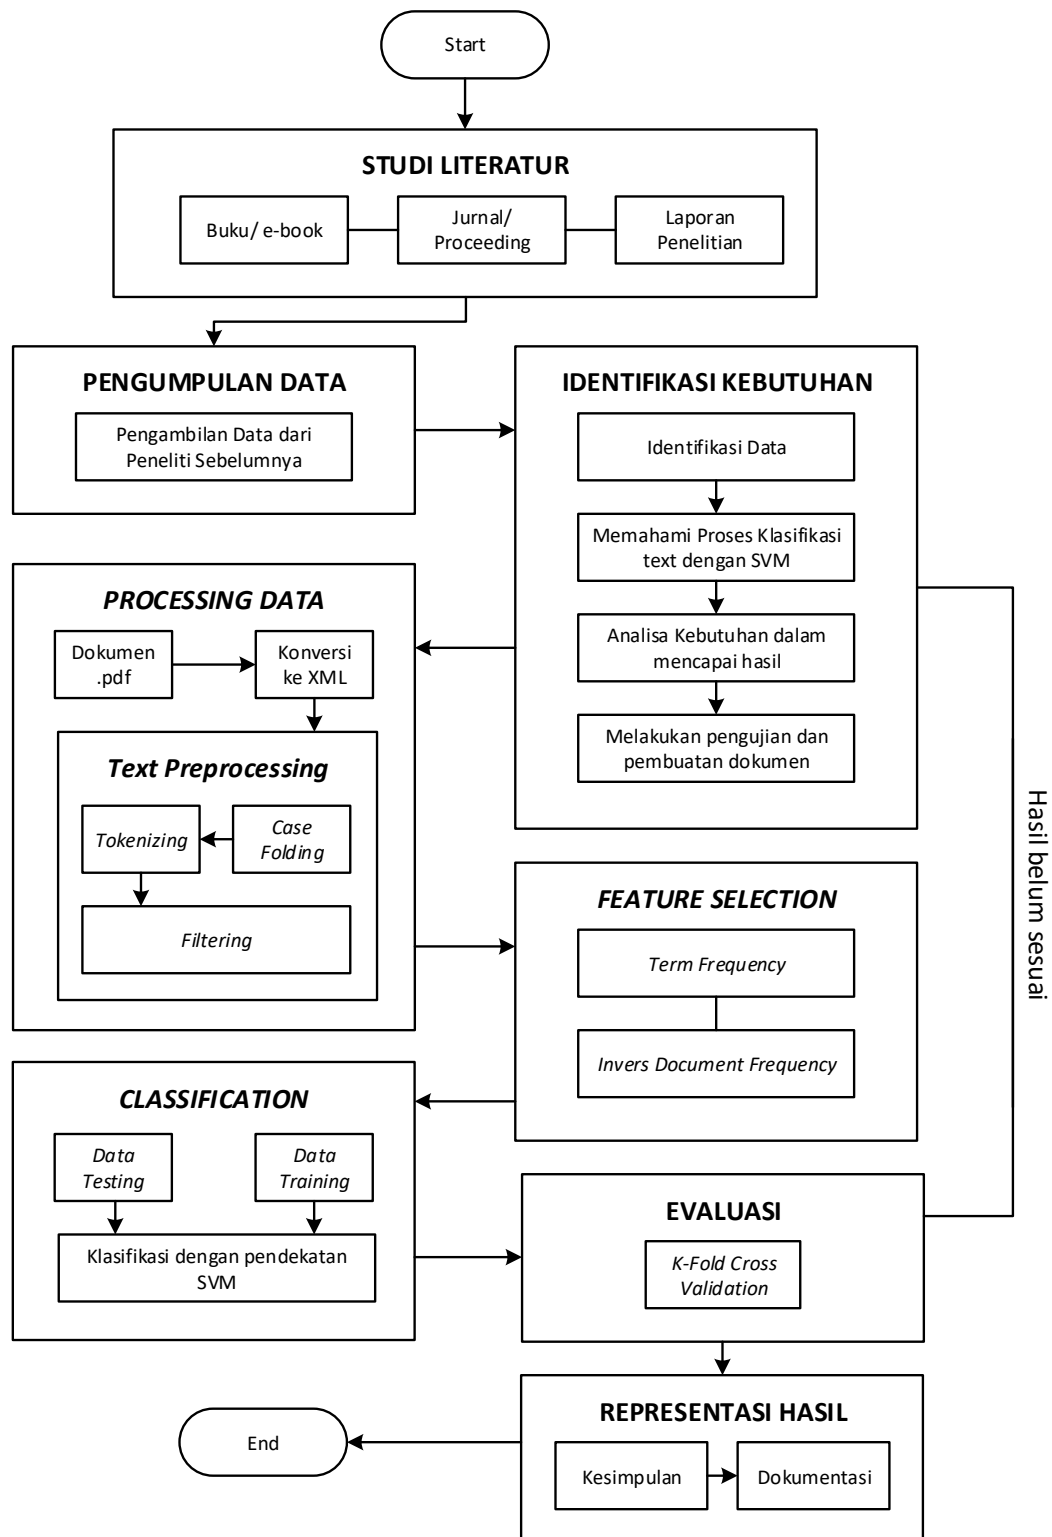 Start
STUDI LITERATUR
Buku/ e-book
Jurnal/
Proceeding
Laporan
Penelitian
PENGUMPULAN DATA
Pengambilan Data dari
Peneliti Sebelumnya
IDENTIFIKASI KEBUTUHAN
Identifikasi Data
Memahami Proses Klasifikasi
text dengan SVM
Analisa Kebutuhan dalam
mencapai hasil
Melakukan pengujian dan
pembuatan dokumen
PROCESSING DATA
Dokumen
.pdf
Konversi
ke XML
Text Preprocessing
Tokenizing
Case
Folding
Filtering
FEATURE SELECTION
Term Frequency
Invers Document Frequency
CLASSIFICATION
Data
Testing
Data
Training
Klasifikasi dengan pendekatan
SVM
EVALUASI
K-Fold Cross
Validation
Hasil belum sesuai
REPRESENTASI HASIL
Kesimpulan
Dokumentasi
End